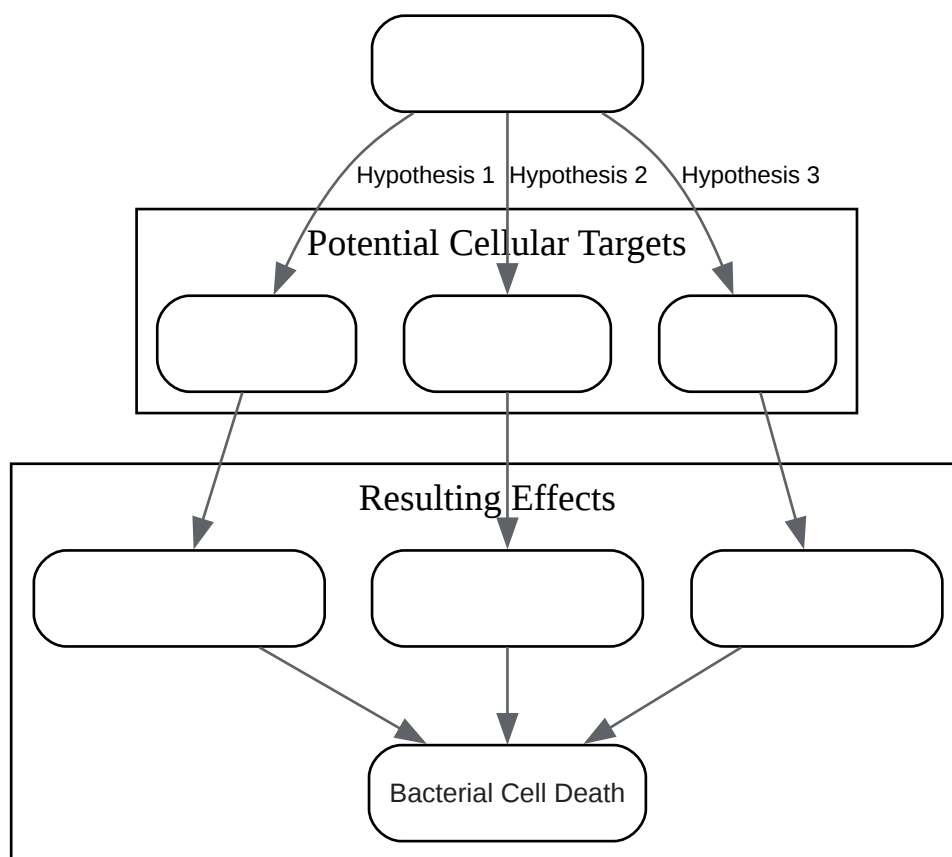 Hypothesis 1
Hypothesis 2
Hypothesis 3
Potential Cellular Targets
Resulting Effects
Bacterial Cell Death